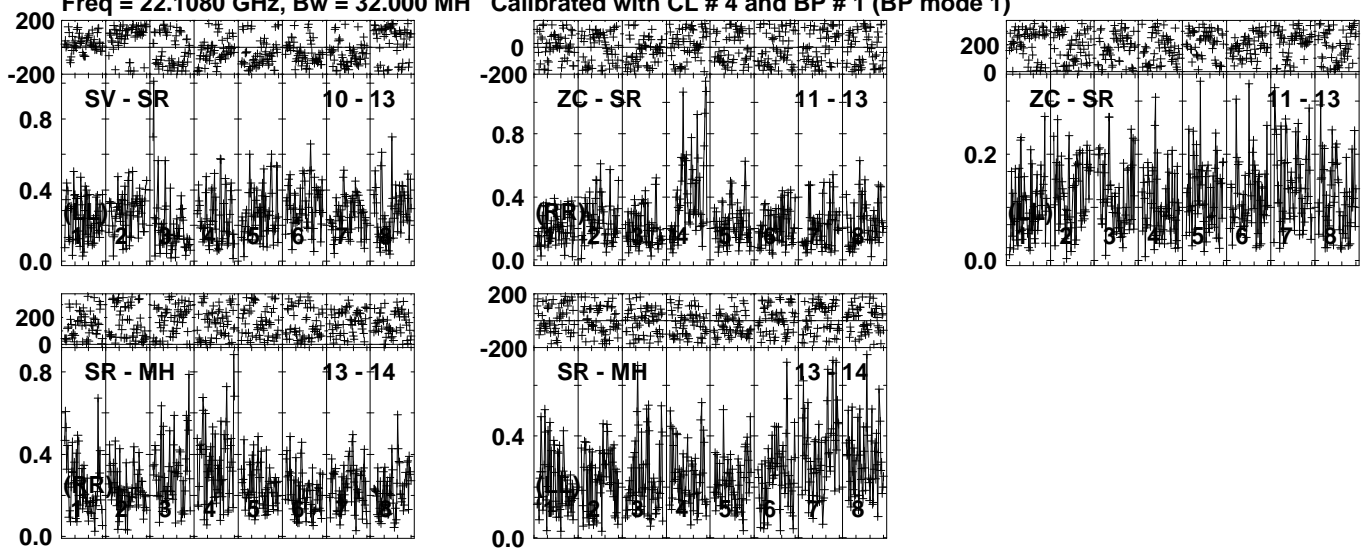 Freq = 22.1080 GHz, Bw = 32.000 MH Calibrated with CL # 4 and BP # 1 (BP mode 1)
200
-200
SV - SR 10 - 13
0.8
0.4
0.0
(LL)
1 2 3 4 5 6 7 8
0
-200
ZC - SR 11 - 13
0.8
0.4
0.0
(RR)
1 2 3 4 5 6 7 8
200
0
ZC - SR 11 - 13
0.2
0.0
(LL)
1 2 3 4 5 6 7 8
200
0
SR - MH 13 - 14
0.8
0.4
0.0
(RR)
1 2 3 4 5 6 7 8
200
-200
SR - MH 13 - 14
0.4
0.0
(LL)
1 2 3 4 5 6 7 8